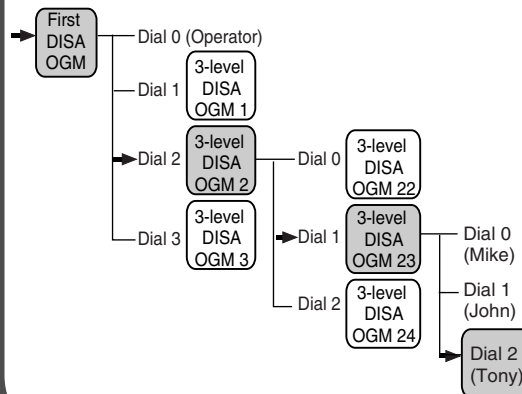 First
DISA
OGM
Dial 0 (Operator)
Dial 1
3-level
DISA
OGM 1
Dial 2
3-level
DISA
OGM 2
Dial 3
3-level
DISA
OGM 3
Dial 0
3-level
DISA
OGM 22
Dial 1
3-level
DISA
OGM 23
Dial 2
3-level
DISA
OGM 24
Dial 0
(Mike)
Dial 1
(John)
Dial 2
(Tony)